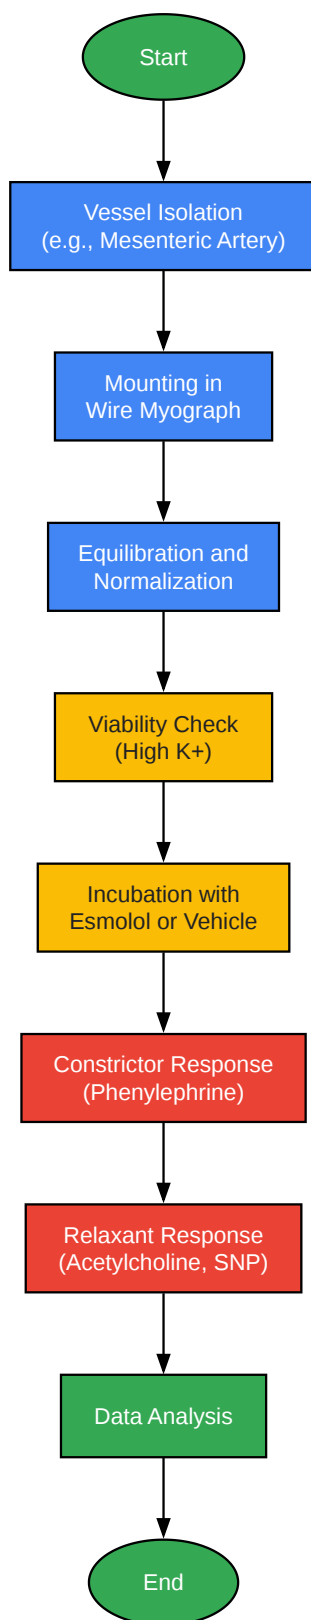 Start
Vessel Isolation
(e.g., Mesenteric Artery)
Mounting in
Wire Myograph
Equilibration and
Normalization
Viability Check
(High K+)
Incubation with
Esmolol or Vehicle
Constrictor Response
(Phenylephrine)
Relaxant Response
(Acetylcholine, SNP)
Data Analysis
End